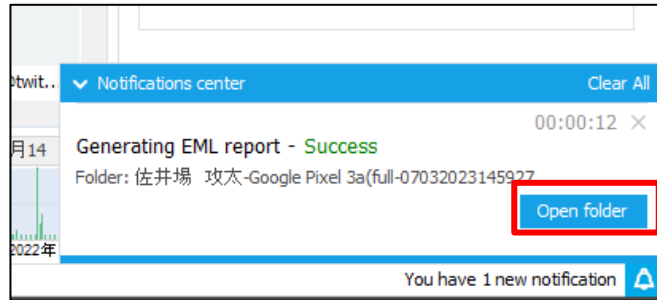 twit..
Notifications center Clear All
00:00:12
月14
Generating EML report - Success
Folder: 佐井場 攻太-Google Pixel 3a(full-07032023145927
Open folder
2022年
You have 1 new notification